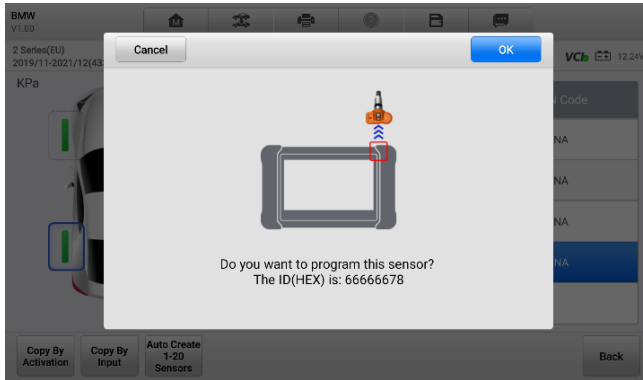 BMW
V1.00
2 Series(EU)
2019/11-2021/12(43
VCI
12.24V
KPa
Cancel
OK
Code
NA
NA
NA
NA
Do you want to program this sensor?
The ID(HEX) is: 66666678
Copy By
Activation
Copy By
Input
Auto Create
1-20
Sensors
Back